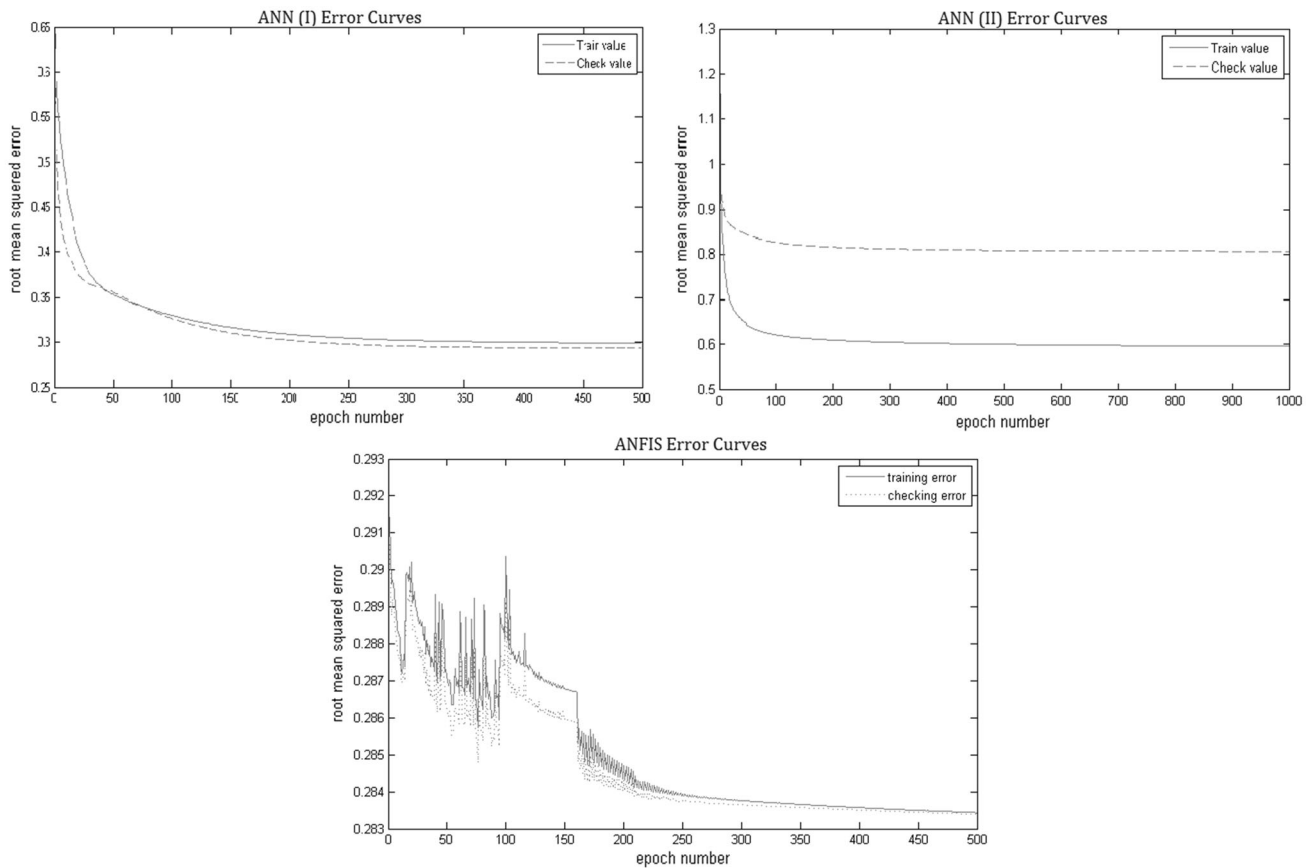 ANN (I) Error Curves
0.65
0.6
0.55
0.5
0.45
0.4
0.35
0.3
0.25
root mean squered error
Train value
Check value
0 50 100 150 200 250 300 350 400 450 500
epoch number
ANN (II) Error Curves
1.3
1.2
1.1
1
0.9
0.8
0.7
0.6
0.5
root mean squered error
Train value
Check value
0 100 200 300 400 500 600 700 800 900 1000
epoch number
ANFIS Error Curves
0.293
0.292
0.291
0.29
0.289
0.288
0.287
0.286
0.285
0.284
0.283
root mean squared error
training error
checking error
0 50 100 150 200 250 300 350 400 450 500
epoch number